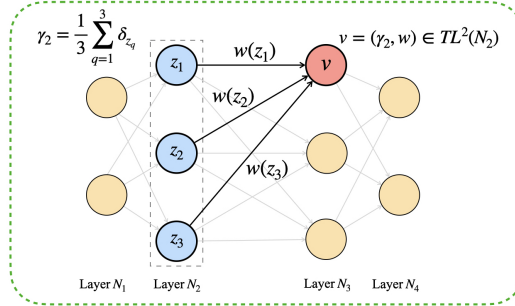 γ₂ = 1/3 ∑_{q=1}^{3} δ_{z_q}
v = (γ₂, w) ∈ TL²(N₂)
z₁
w(z₁)
v
w(z₂)
z₂
w(z₃)
z₃
Layer N₁
Layer N₂
Layer N₃
Layer N₄